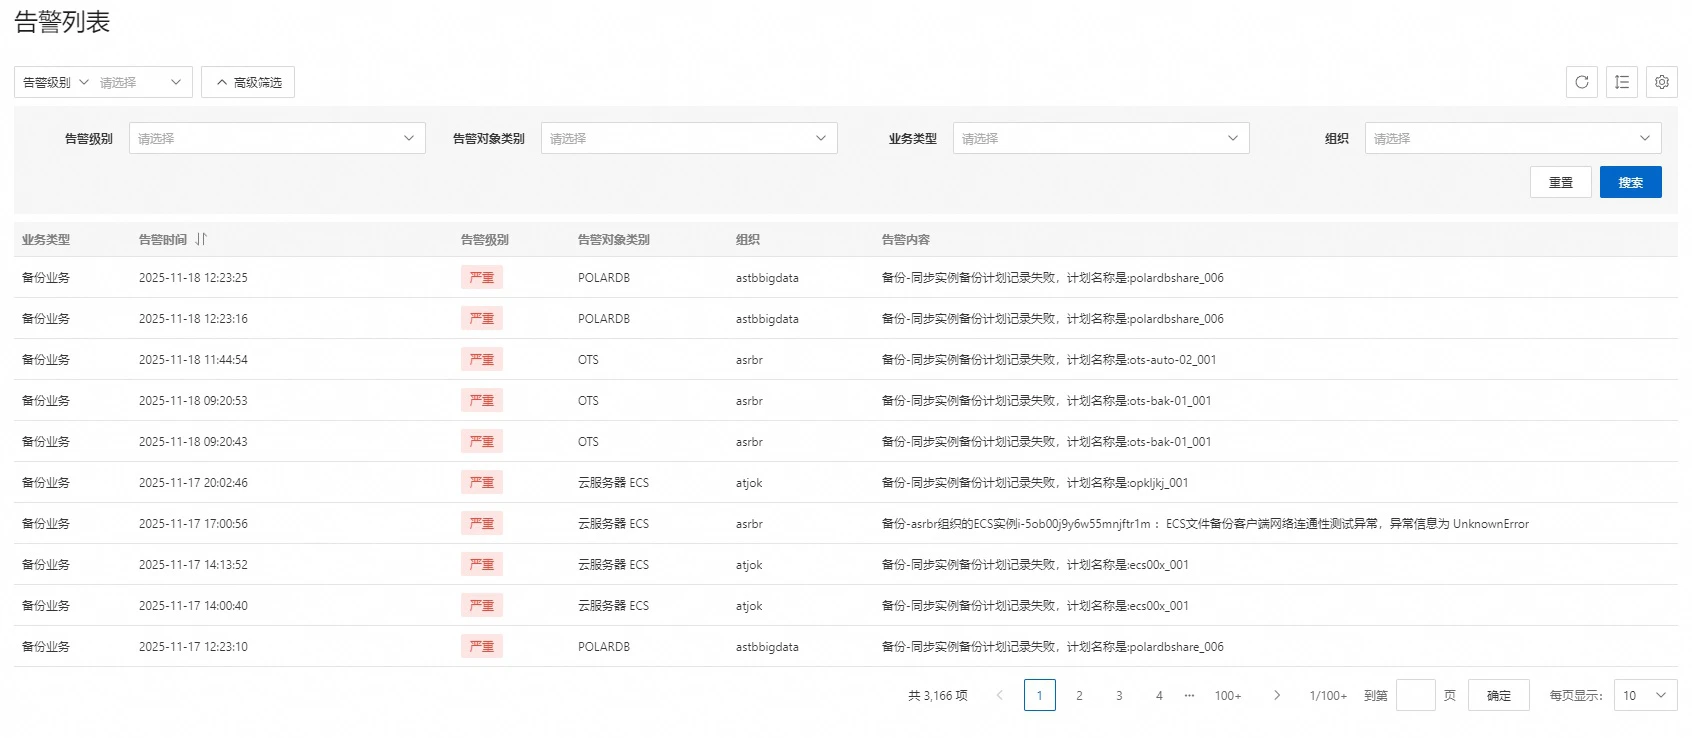 告警列表
告警级别 请选择 高级筛选
告警级别 请选择 告警对象类别 请选择 业务类型 请选择 组织 请选择
重置 搜索
业务类型 告警时间 告警级别 告警对象类别 组织 告警内容
备份业务 2025-11-18 12:23:25 严重 POLARDB astbbigdata 备份-同步实例备份计划记录失败，计划名称是:polardbshare_006
备份业务 2025-11-18 12:23:16 严重 POLARDB astbbigdata 备份-同步实例备份计划记录失败，计划名称是:polardbshare_006
备份业务 2025-11-18 11:44:54 严重 OTS asrbr 备份-同步实例备份计划记录失败，计划名称是:ots-auto-02_001
备份业务 2025-11-18 09:20:53 严重 OTS asrbr 备份-同步实例备份计划记录失败，计划名称是:ots-bak-01_001
备份业务 2025-11-18 09:20:43 严重 OTS asrbr 备份-同步实例备份计划记录失败，计划名称是:ots-bak-01_001
备份业务 2025-11-17 20:02:46 严重 云服务器 ECS atjok 备份-同步实例备份计划记录失败，计划名称是:opkljkj_001
备份业务 2025-11-17 17:00:56 严重 云服务器 ECS asrbr 备份-asrbr组织的ECS实例i-5ob00j9y6w55mnjftr1m ：ECS文件备份客户端网络连通性测试异常，异常信息为 UnknownError
备份业务 2025-11-17 14:13:52 严重 云服务器 ECS atjok 备份-同步实例备份计划记录失败，计划名称是:ecs00x_001
备份业务 2025-11-17 14:00:40 严重 云服务器 ECS atjok 备份-同步实例备份计划记录失败，计划名称是:ecs00x_001
备份业务 2025-11-17 12:23:10 严重 POLARDB astbbigdata 备份-同步实例备份计划记录失败，计划名称是:polardbshare_006
共 3,166 项 1 2 3 4 ··· 100+ 1/100+ 到第 页 确定 每页显示： 10